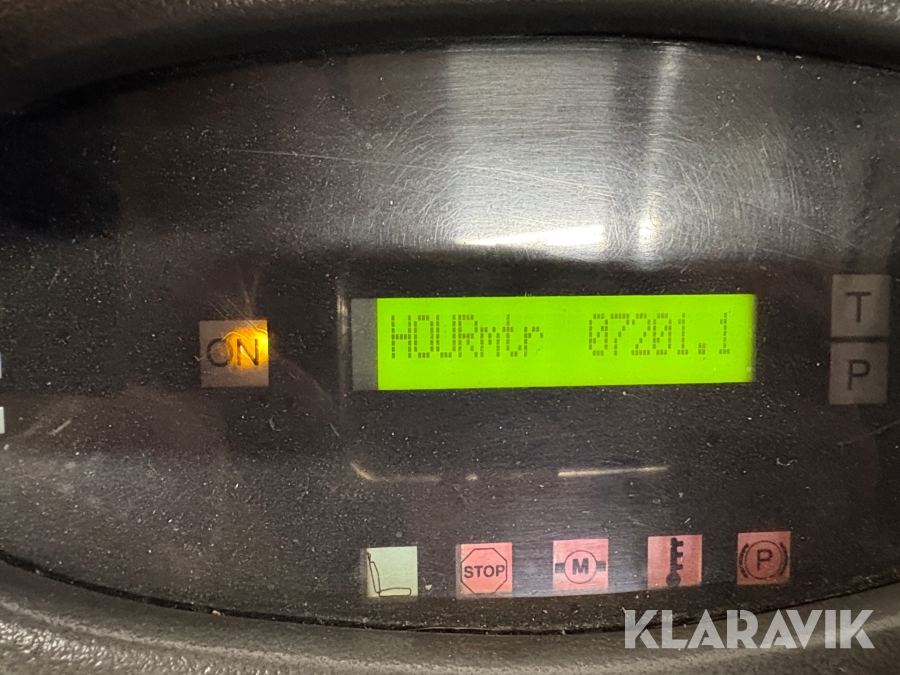 HOURmtr 07201.1
ON
T
P
STOP
M
P
KLARAVIK